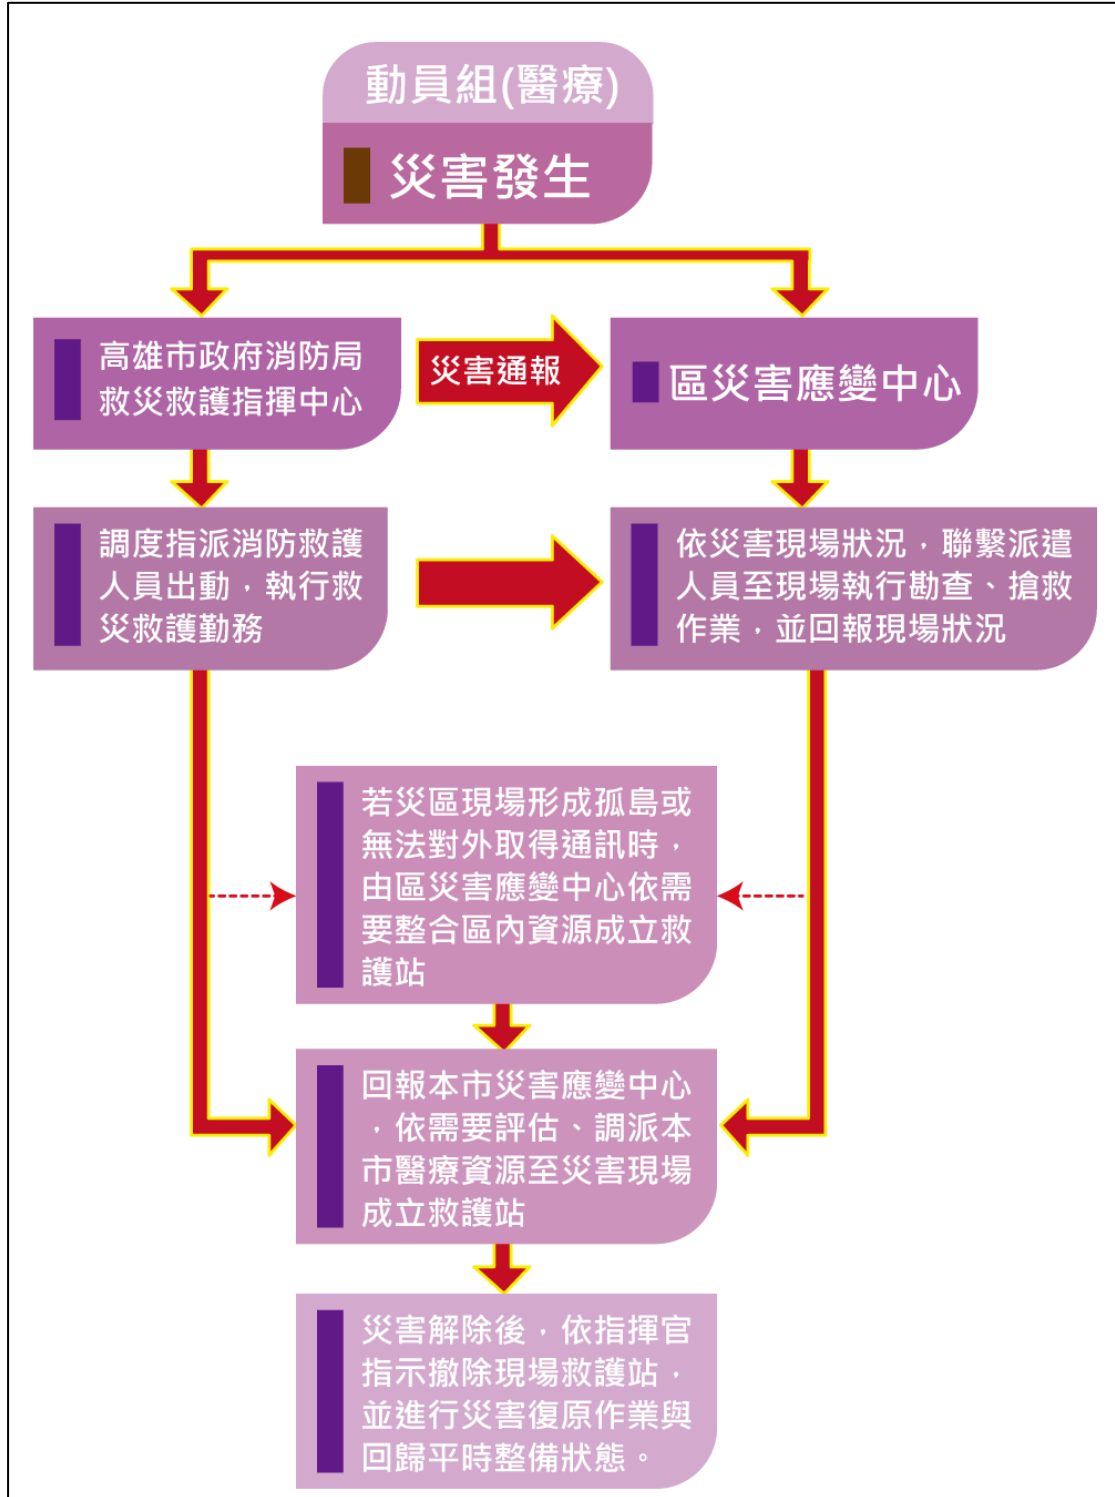 動員組(醫療)
災害發生
高雄市政府消防局
救災救護指揮中心
災害通報
區災害應變中心
調度指派消防救護
人員出動，執行救
災救護勤務
依災害現場狀況，聯繫派遣
人員至現場執行勘查、搶救
作業，並回報現場狀況
若災區現場形成孤島或
無法對外取得通訊時，
由區災害應變中心依需
要整合區內資源成立救
護站
回報本市災害應變中心
，依需要評估、調派本
市醫療資源至災害現場
成立救護站
災害解除後，依指揮官
指示撤除現場救護站，
並進行災害復原作業與
回歸平時整備狀態。